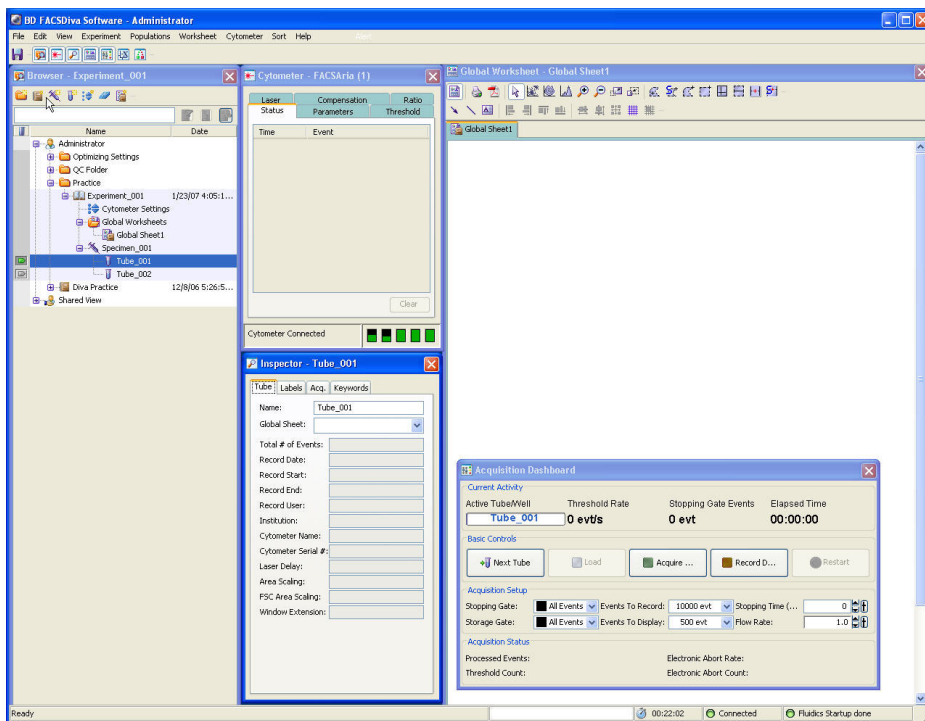 BD FACSDiva Software - Administrator
File Edit View Experiment Populations Worksheet Cytometer Sort Help
Browser - Experiment_001
Name Date
Administrator
Optimizing Settings
QC Folder
Practice
Experiment_001 1/23/07 4:05:1...
Cytometer Settings
Global Worksheets
Global Sheet1
Specimen_001
Tube_001
Tube_002
Diva Practice 12/8/06 5:26:5...
Shared View
Cytometer - FACSAria (1)
Laser Compensation Ratio
Status Parameters Threshold
Time Event
Clear
Cytometer Connected
Inspector - Tube_001
Tube Labels Acq. Keywords
Name: Tube_001
Global Sheet:
Total # of Events:
Record Date:
Record Start:
Record End:
Record User:
Institution:
Cytometer Name:
Cytometer Serial #:
Laser Delay:
Area Scaling:
FSC Area Scaling:
Window Extension:
Global Worksheet - Global Sheet1
Global Sheet1
Acquisition Dashboard
Current Activity
Active Tube/Well Threshold Rate Stopping Gate Events Elapsed Time
Tube_001 0 evt/s 0 evt 00:00:00
Basic Controls
Next Tube Load Acquire ... Record D... Restart
Acquisition Setup
Stopping Gate: All Events Events To Record: 10000 evt Stopping Time (... 0
Storage Gate: All Events Events To Display: 500 evt Flow Rate: 1.0
Acquisition Status
Processed Events: Electronic Abort Rate:
Threshold Count: Electronic Abort Count:
Ready 00:22:02 Connected Fluidics Startup done